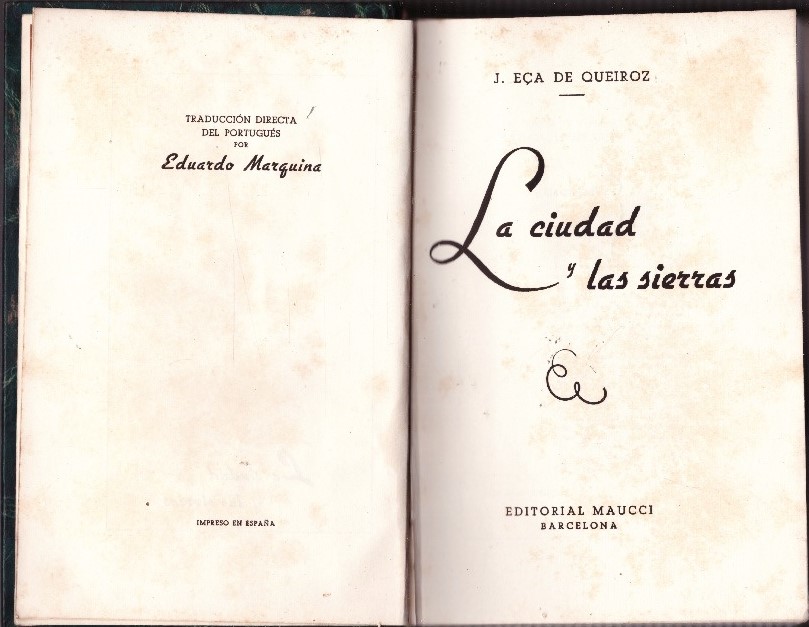 TRADUCCIÓN DIRECTA
DEL PORTUGUÉS
POR
Eduardo Marquina
IMPRESO EN ESPAÑA
J. EÇA DE QUEIROZ
La ciudad
y las sierras
EDITORIAL MAUCCI
BARCELONA